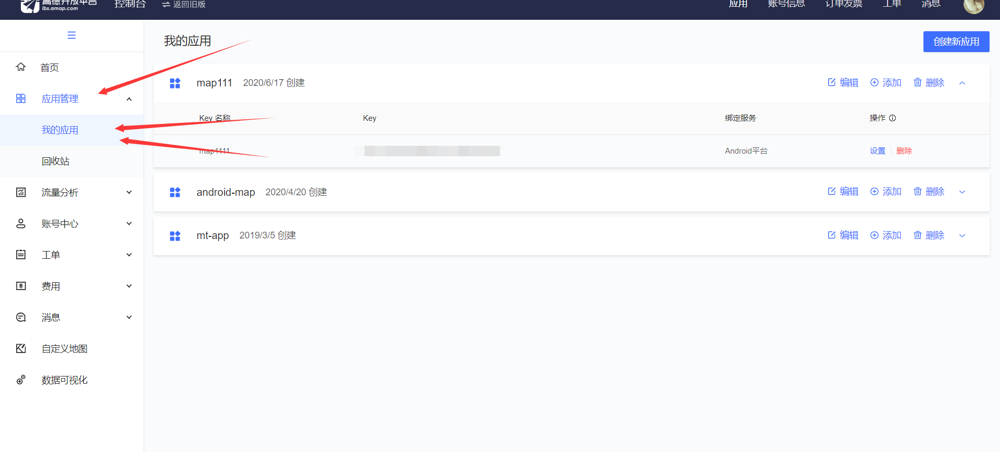 高德开放平台
lbs.amap.com
控制台
返回旧版
应用
账号信息
订单发票
工单
消息
首页
应用管理
我的应用
回收站
流量分析
账号中心
工单
费用
消息
自定义地图
数据可视化
我的应用
创建新应用
map111 2020/6/17 创建 编辑 添加 删除
Key 名称 Key 绑定服务 操作
map1111 Android平台 设置 删除
android-map 2020/4/20 创建 编辑 添加 删除
mt-app 2019/3/5 创建 编辑 添加 删除